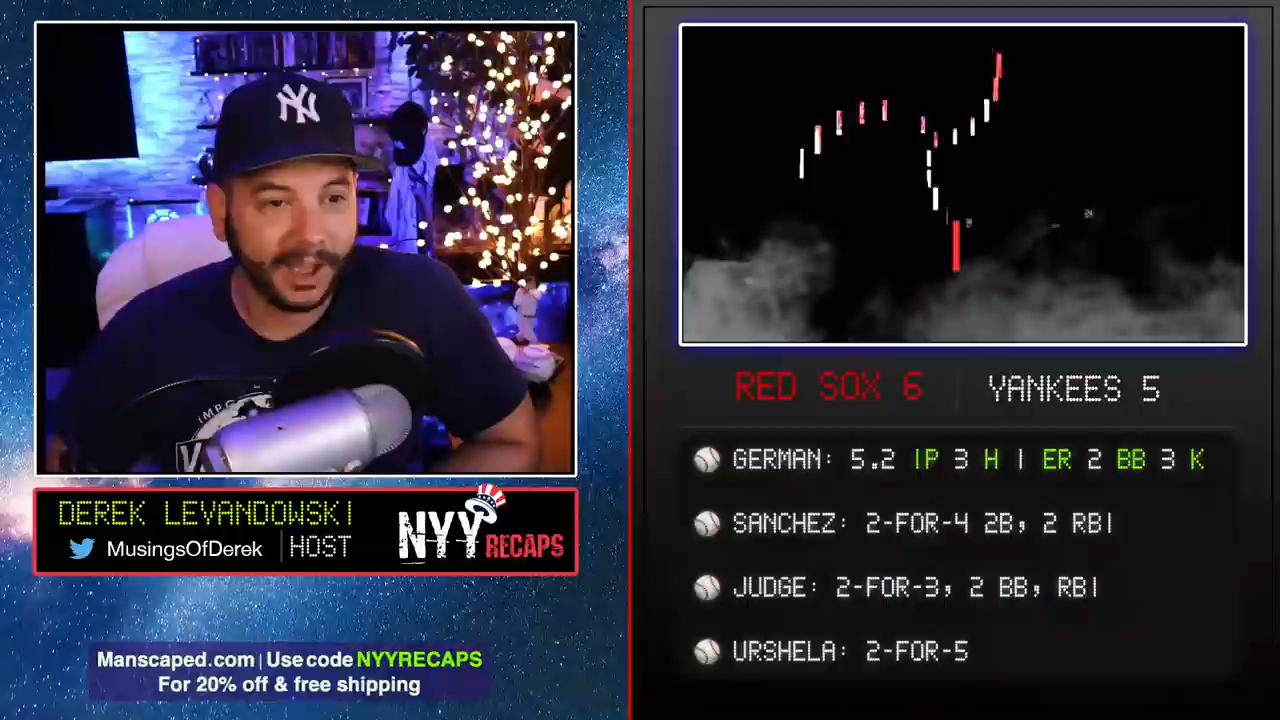 NY
IMPG
V
DEREK LEVANDOWSKI
MusingsOfDerek | HOST
NYY RECAPS
Manscaped.com | Use code NYYRECAPS
For 20% off & free shipping
RED SOX 6 | YANKEES 5
GERMAN: 5.2 IP 3 H 1 ER 2 BB 3 K
SANCHEZ: 2-FOR-4 2B, 2 RBI
JUDGE: 2-FOR-3, 2 BB, RBI
URSHELA: 2-FOR-5